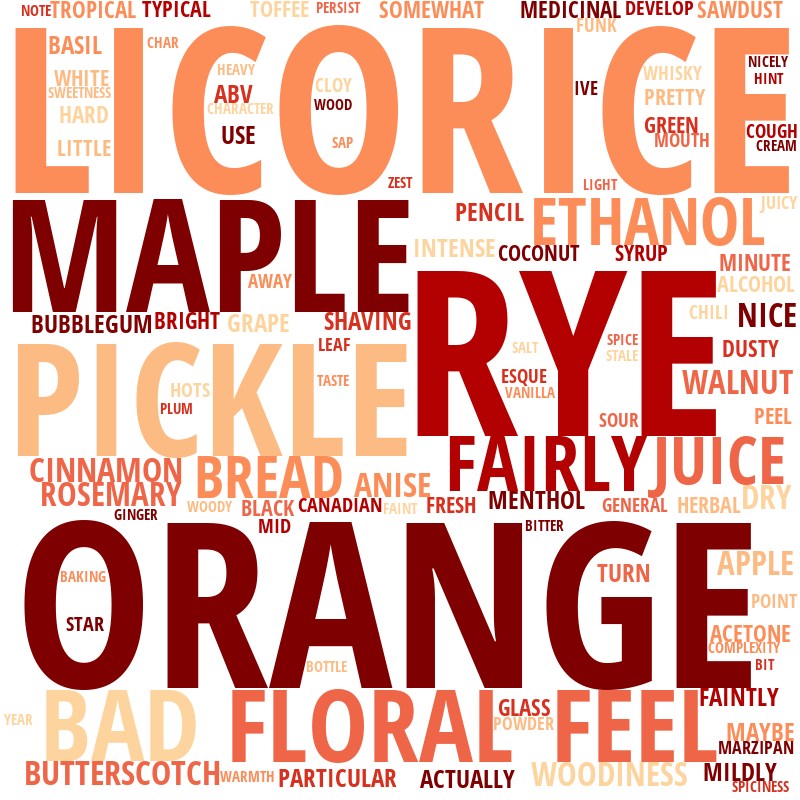 NOTE TROPICAL TYPICAL TOFFEE PERSIST SOMEWHAT MEDICINAL DEVELOP SAWDUST
FUNK
BASIL CHAR
LICORICE
WHITE HEAVY WHISKY NICELY
SWEETNESS ABV CLOY IVE HINT
HARD CHARACTER WOOD PRETTY
USE GREEN COUGH
LITTLE SAP MOUTH CREAM
ZEST LIGHT
MAPLE PENCIL ETHANOL JUICY
INTENSE COCONUT SYRUP
AWAY MINUTE
ALCOHOL
BUBBLEGUM BRIGHT GRAPE SHAVING CHILI NICE
RYE
PICKLE LEAF SALT SPICE DUSTY
STALE
HOTS TASTE ESQUE WALNUT
PLUM VANILLA
SOUR PEEL
CINNAMON BREAD ANISE FAIRLY JUICE
ROSEMARY WOODY BLACK CANADIAN FAINT FRESH MENTHOL GENERAL HERBAL DRY
GINGER MID BITTER
ORANGE
BAKING TURN APPLE
POINT
STAR ACETONE
COMPLEXITY
BOTTLE BIT
YEAR BAD FLORAL GLASS FEEL FAINTLY
POWDER MAYBE
MARZIPAN
BUTTERSCOTCH WARMTH PARTICULAR ACTUALLY WOODINESS MILDLY
SPICINESS